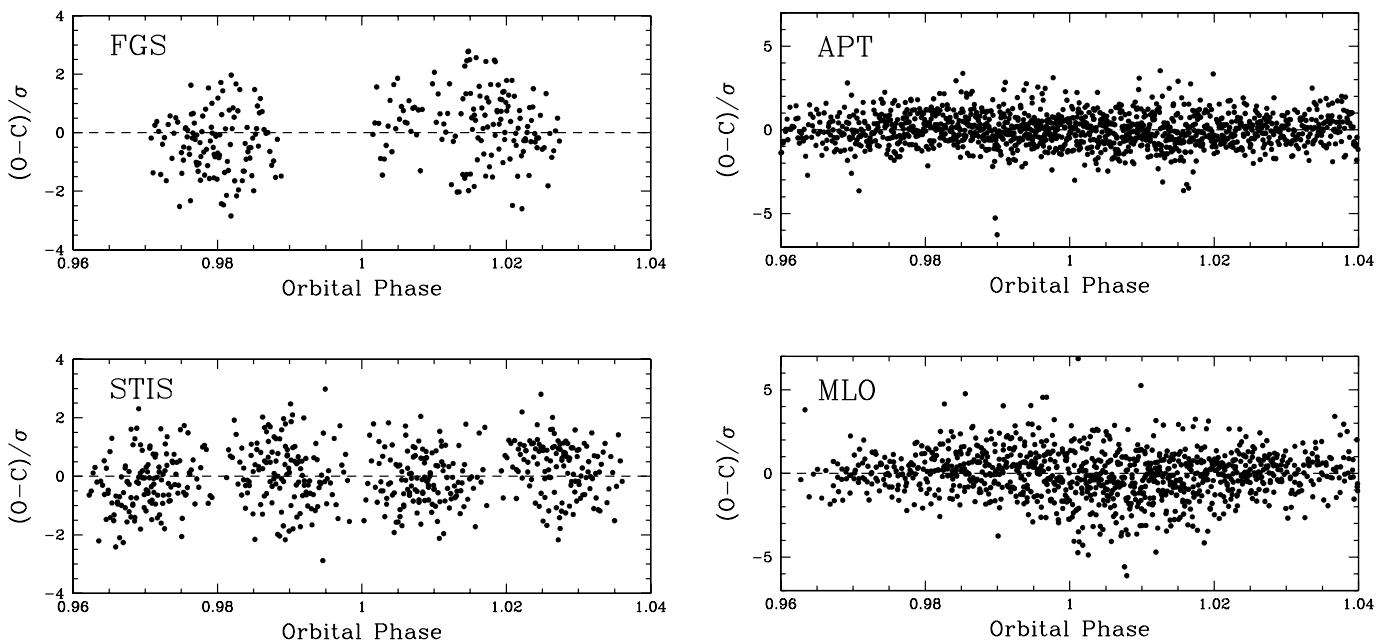 FGS
4
2
0
−2
−4
(O−C)/σ
0.96 0.98 1 1.02 1.04
Orbital Phase
APT
5
0
−5
(O−C)/σ
0.96 0.98 1 1.02 1.04
Orbital Phase
STIS
4
2
0
−2
−4
(O−C)/σ
0.96 0.98 1 1.02 1.04
Orbital Phase
MLO
5
0
−5
(O−C)/σ
0.96 0.98 1 1.02 1.04
Orbital Phase